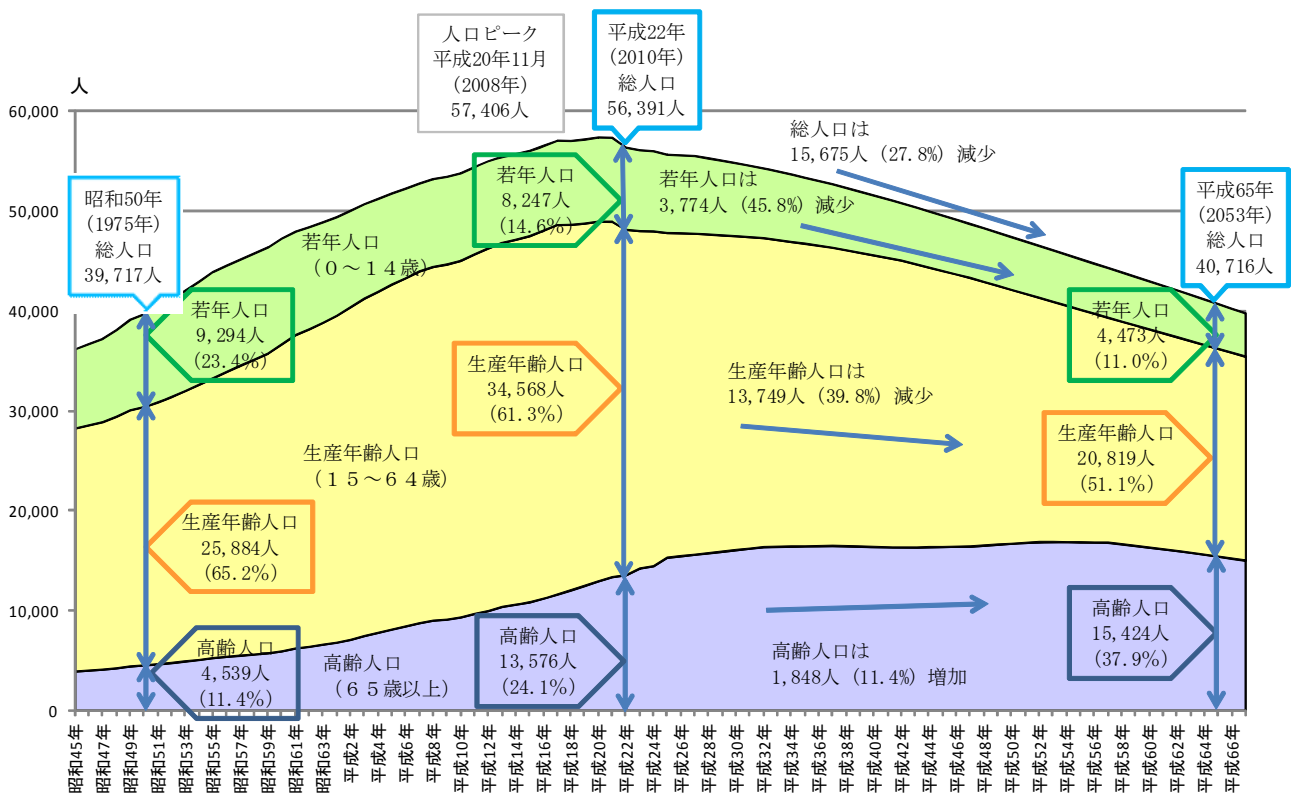 人口ピーク
平成20年11月
（2008年）
57,406人
平成22年
（2010年）
総人口
56,391人
人
60,000
50,000
40,000
30,000
20,000
10,000
0
総人口は
15,675人（27.8%）減少
若年人口
8,247人
（14.6%）
若年人口は
3,774人（45.8%）減少
昭和50年
（1975年）
総人口
39,717人
平成65年
（2053年）
総人口
40,716人
若年人口
（０～１４歳）
若年人口
9,294人
（23.4%）
若年人口
4,473人
（11.0%）
生産年齢人口
34,568人
（61.3%）
生産年齢人口は
13,749人（39.8%）減少
生産年齢人口
（１５～６４歳）
生産年齢人口
20,819人
（51.1%）
生産年齢人口
25,884人
（65.2%）
高齢人口
4,539人
（11.4%）
高齢人口
（６５歳以上）
高齢人口
13,576人
（24.1%）
高齢人口は
1,848人（11.4%）増加
高齢人口
15,424人
（37.9%）
昭和45年
昭和47年
昭和49年
昭和51年
昭和53年
昭和55年
昭和57年
昭和59年
昭和61年
昭和63年
平成2年
平成4年
平成6年
平成8年
平成10年
平成12年
平成14年
平成16年
平成18年
平成20年
平成22年
平成24年
平成26年
平成28年
平成30年
平成32年
平成34年
平成36年
平成38年
平成40年
平成42年
平成44年
平成46年
平成48年
平成50年
平成52年
平成54年
平成56年
平成58年
平成60年
平成62年
平成64年
平成66年